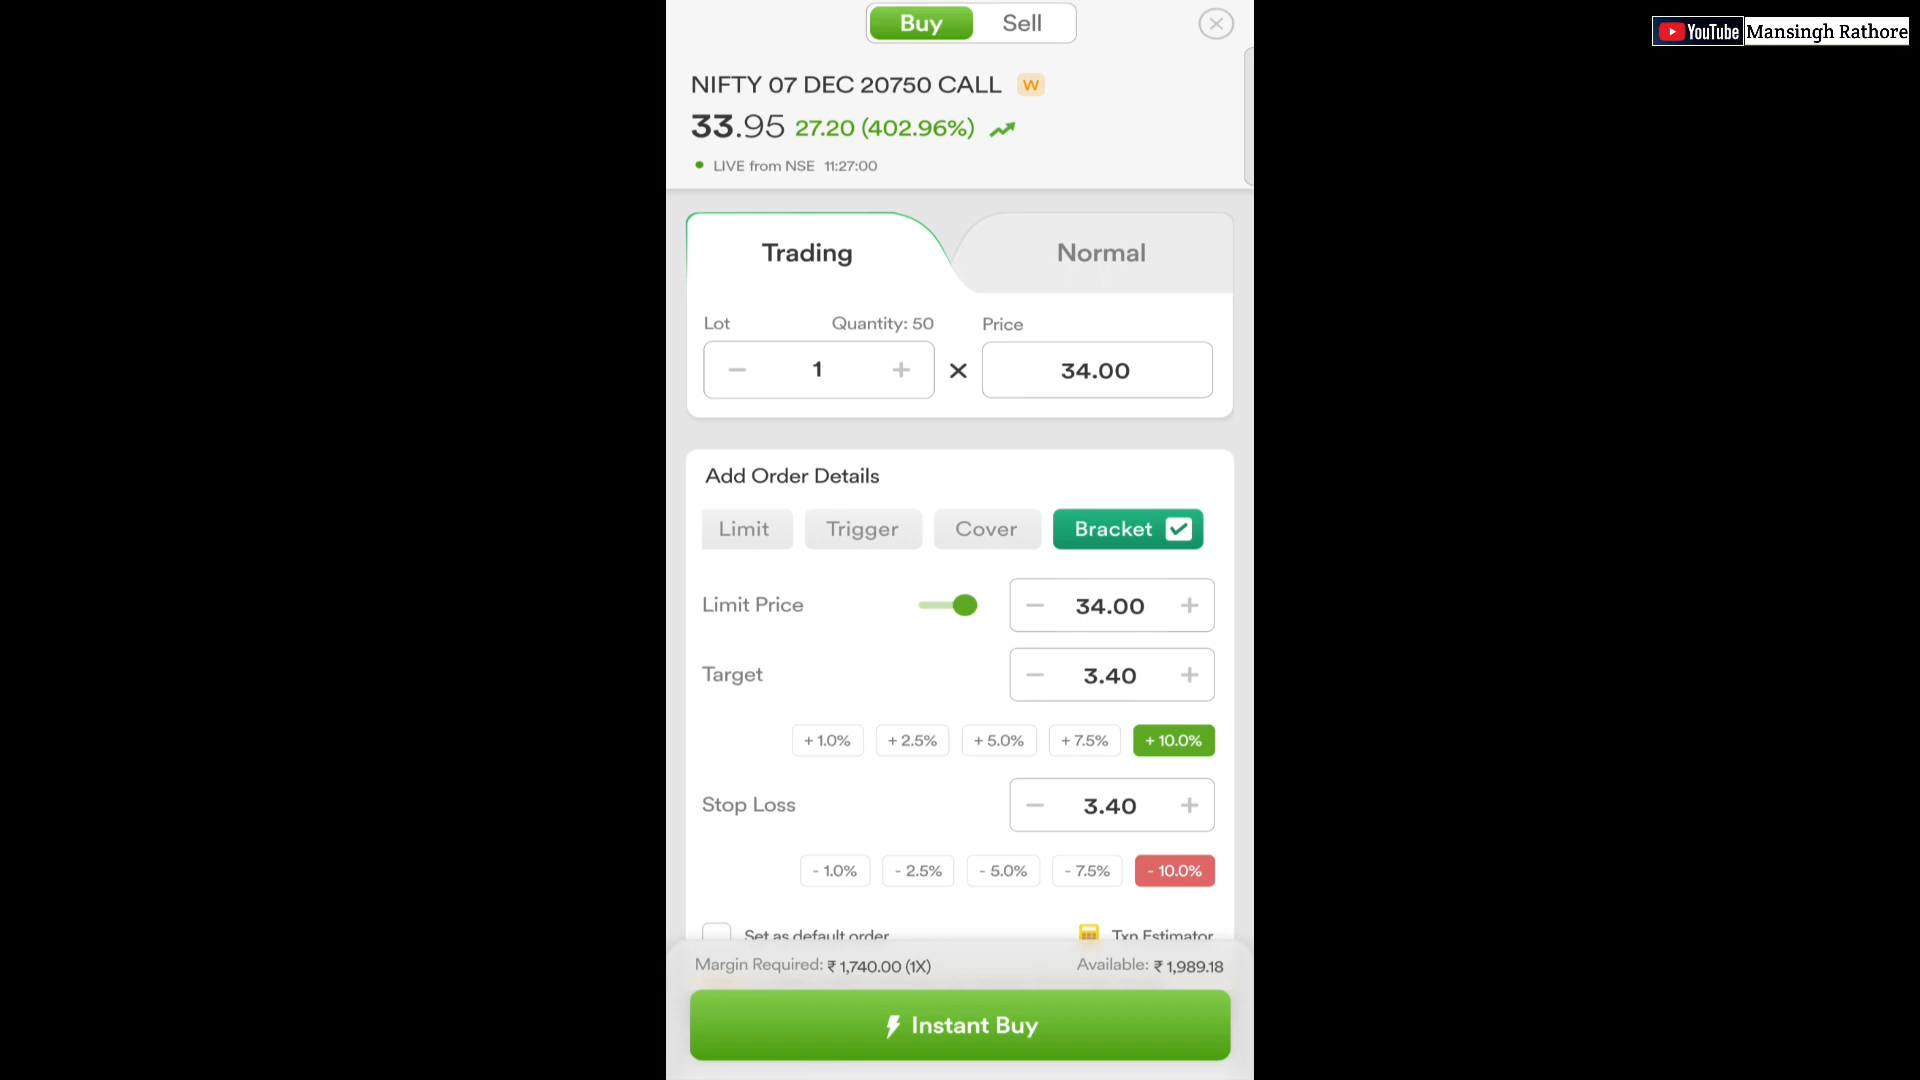 Buy Sell
YouTube Mansingh Rathore
NIFTY 07 DEC 20750 CALL W
33.95 27.20 (402.96%)
LIVE from NSE 11:27:00
Trading Normal
Lot Quantity: 50 Price
− 1 + × 34.00
Add Order Details
Limit Trigger Cover Bracket
Limit Price − 34.00 +
Target − 3.40 +
+ 1.0% + 2.5% + 5.0% + 7.5% + 10.0%
Stop Loss − 3.40 +
- 1.0% - 2.5% - 5.0% - 7.5% - 10.0%
Set as default order Txn Estimator
Margin Required: ₹ 1,740.00 (1X) Available: ₹ 1,989.18
Instant Buy